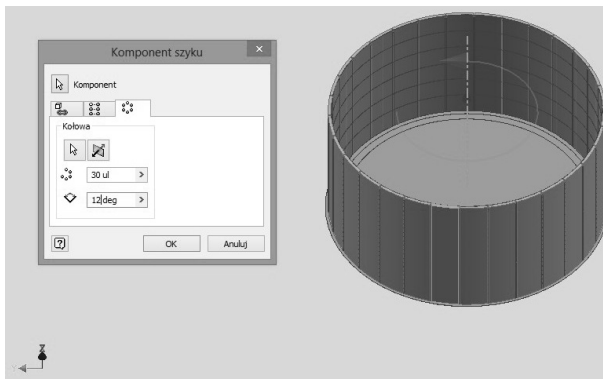 Komponent szyku
Komponent
Kołowa
30 ul
12 deg
OK
Anuluj
Z
Y